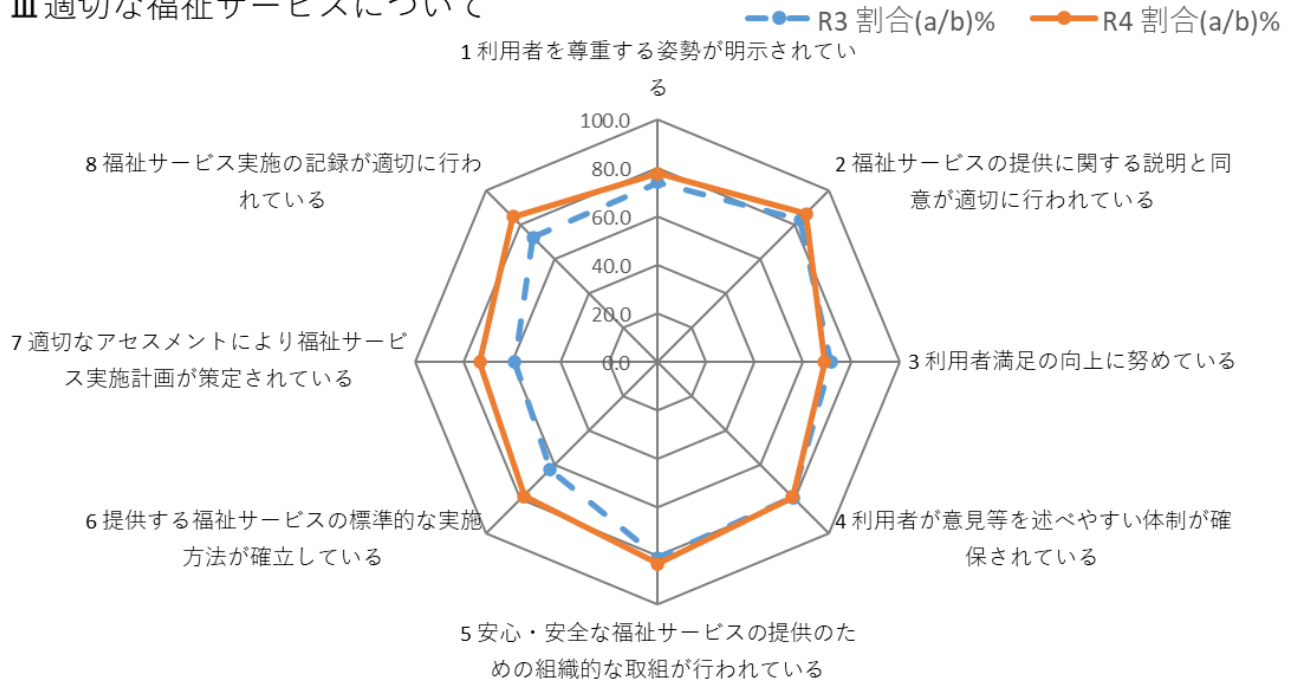 Ⅲ適切な福祉サービスについて
R3 割合(a/b)%
R4 割合(a/b)%
1 利用者を尊重する姿勢が明示されてい
る
100.0
80.0
60.0
40.0
20.0
0.0
2 福祉サービスの提供に関する説明と同
意が適切に行われている
3 利用者満足の向上に努めている
4 利用者が意見等を述べやすい体制が確
保されている
5 安心・安全な福祉サービスの提供のた
めの組織的な取組が行われている
6 提供する福祉サービスの標準的な実施
方法が確立している
7 適切なアセスメントにより福祉サービ
ス実施計画が策定されている
8 福祉サービス実施の記録が適切に行わ
れている